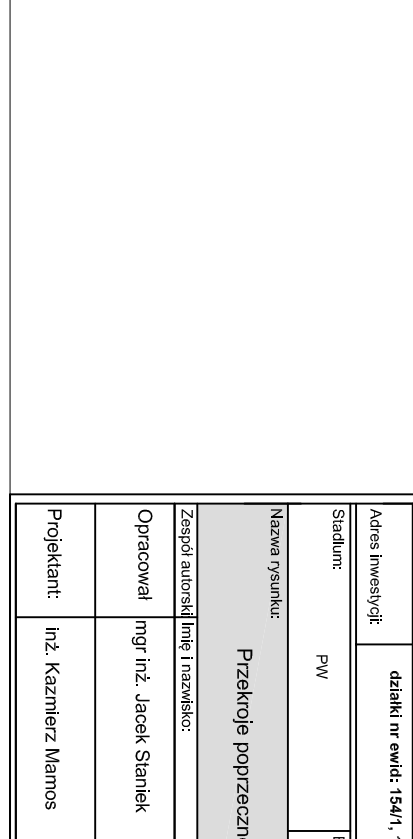 Adres inwestycji:
działki nr ewid: 154/1,
Stadium:
PW
Nazwa rysunku:
Przekroje poprzeczn
Zespół autorski Imię i nazwisko:
Opracował mgr inż. Jacek Staniek
Projektant: inż. Kazmierz Mamos